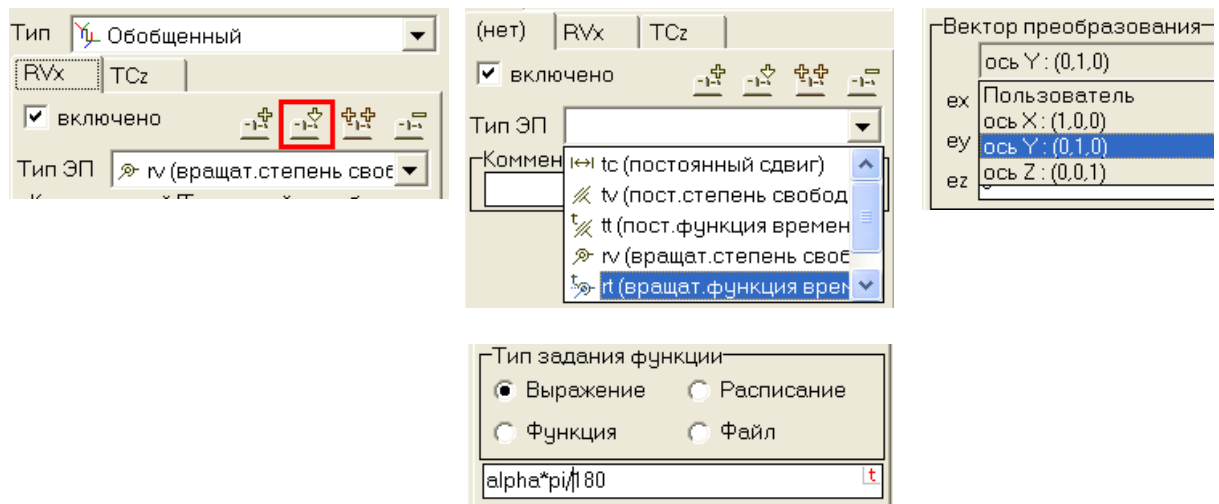 Тип Обобщенный
RVx TCz
включено
Тип ЭП rv (вращат.степень своб
(нет) RVx TCz
включено
Тип ЭП
Коммен
tc (постоянный сдвиг)
tv (пост.степень свобод
tt (пост.функция времен
rv (вращат.степень своб
rt (вращат.функция врем
Вектор преобразования
ось Y : (0,1,0)
ex Пользователь
ось X : (1,0,0)
ey ось Y : (0,1,0)
ez ось Z : (0,0,1)
Тип задания функции
Выражение Расписание
Функция Файл
alpha*pi/180 t